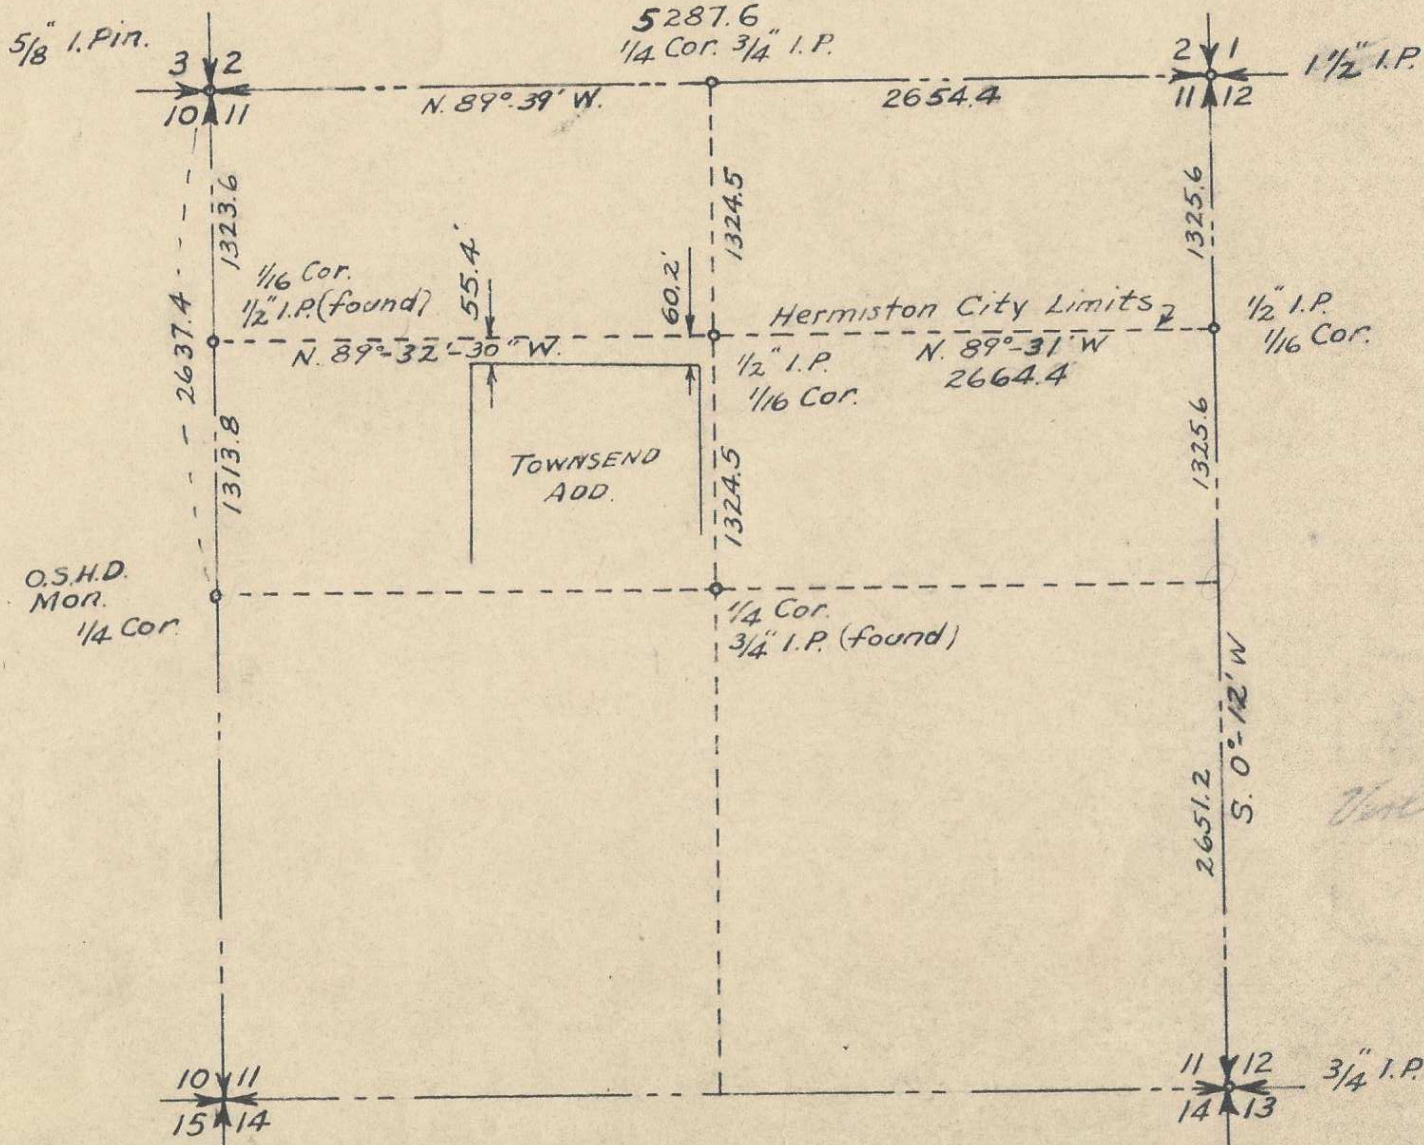 5287.6
5/8" I.Pin.
1/4 Cor. 3/4" I.P.
3 2
10 11
2 1
11 12
1 1/2" I.P.
N. 89°-39' W.
2654.4
1323.6
1324.5
1325.6
2637.4
1/16 Cor.
1/2" I.P. (found)
55.4'
60.2'
Hermiston City Limits
1/2" I.P.
1/16 Cor.
N. 89°-32'-30" W.
N. 89°-31' W
2664.4
1/2" I.P.
1/16 Cor.
1313.8
TOWNSEND
ADD.
1324.5
1325.6
O.S.H.D.
Mon.
1/4 Cor.
1/4 Cor.
3/4" I.P. (found)
2651.2
S. 0°-12' W
10 11
15 14
11 12
14 13
3/4" I.P.